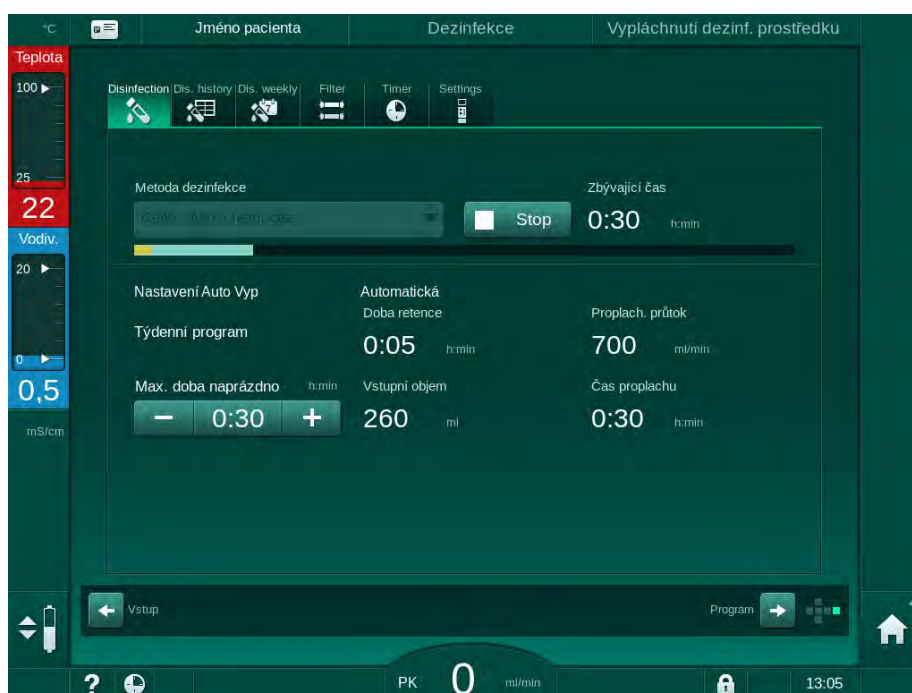 °C
Jméno pacienta
Dezinfekce
Vypláchnutí dezinf. prostředku
Teplota
100
25
22
Vodiv.
20
0
0,5
mS/cm
Disinfection
Dis. history
Dis. weekly
7
Filter
Timer
Settings
Metoda dezinfekce
Stop
Zbývající čas
0:30 h:min
Nastavení Auto Vyp
Automatická
Týdenní program
Doba retence
0:05 h:min
Proplach. průtok
700 ml/min
Max. doba naprázdno h:min
− 0:30 +
Vstupní objem
260 ml
Čas proplachu
0:30 h:min
Vstup
Program
?
PK 0 ml/min
13:05